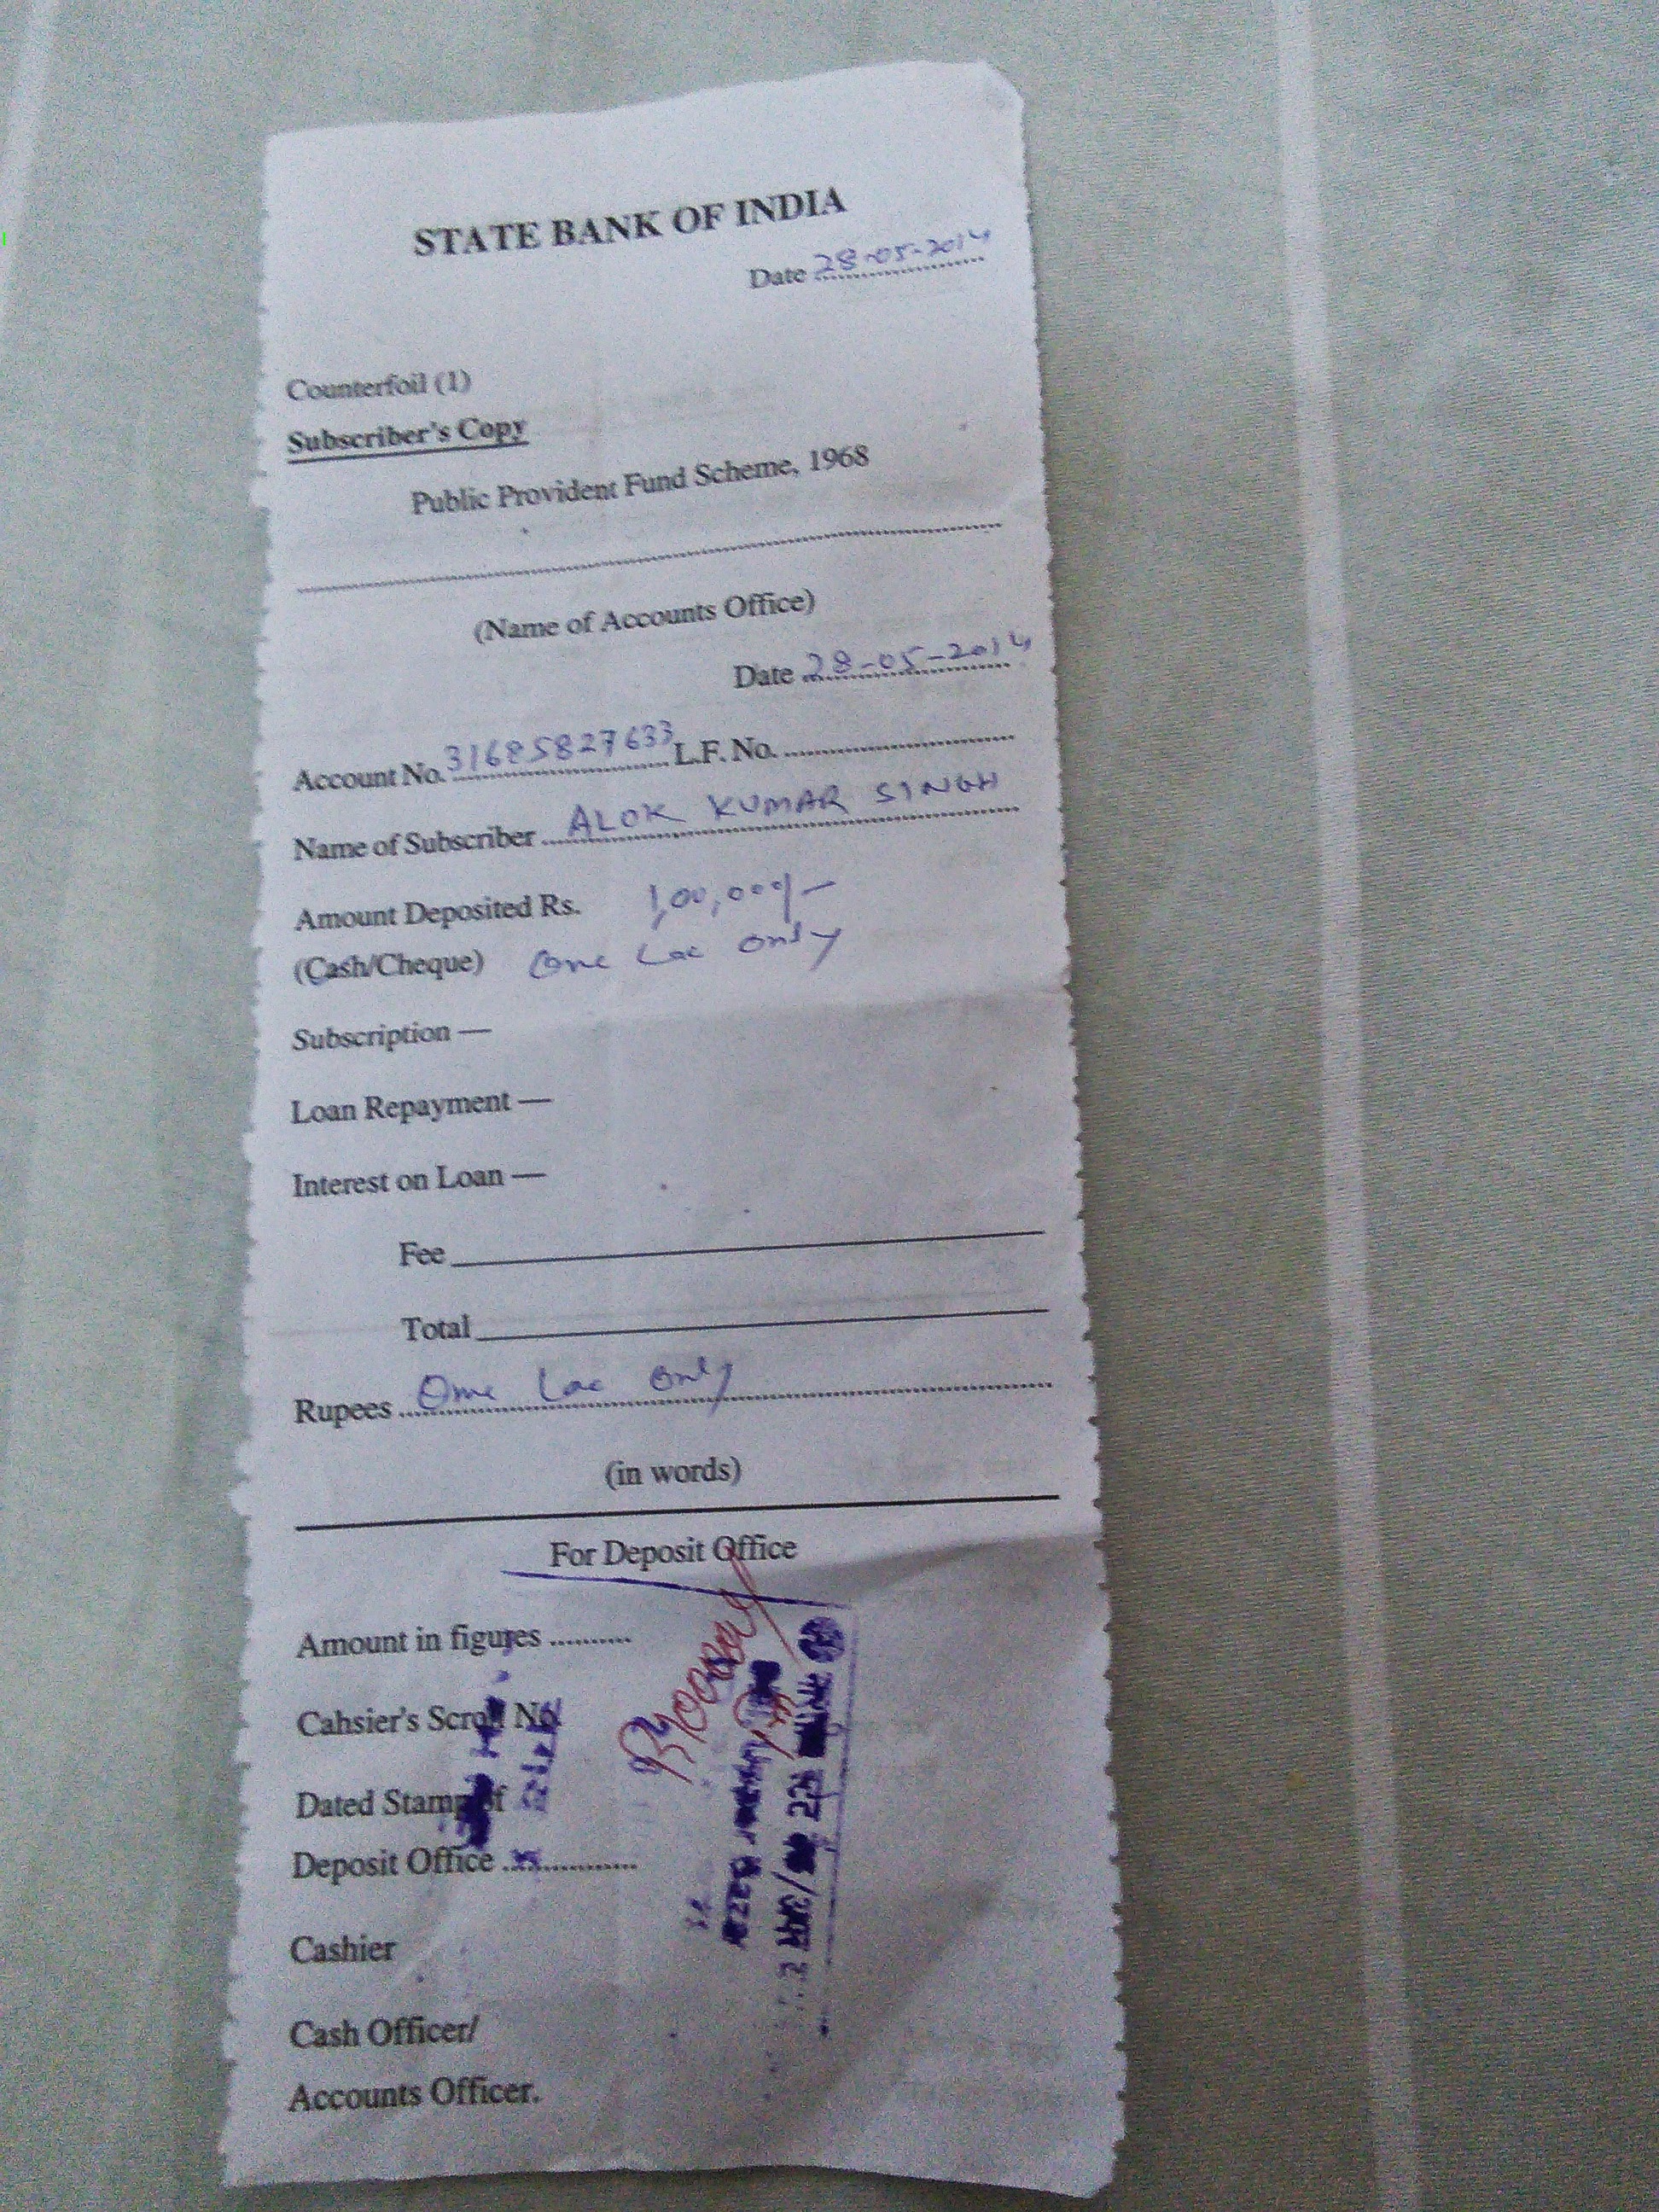 STATE BANK OF INDIA
Date 28-05-2014
Counterfoil (1)
Subscriber's Copy
Public Provident Fund Scheme, 1968
(Name of Accounts Office)
Date 28-05-2014
Account No. 31685827633 L.F. No.
Name of Subscriber ALOK KUMAR SINGH
Amount Deposited Rs. 1,00,000/-
(Cash/Cheque) One Lac only
Subscription —
Loan Repayment —
Interest on Loan —
Fee
Total
Rupees One Lac only
(in words)
For Deposit Office
Amount in figures ..........
Cahsier's Scroll No.
Dated Stamp of
Deposit Office
Cashier
Cash Officer/
Accounts Officer.